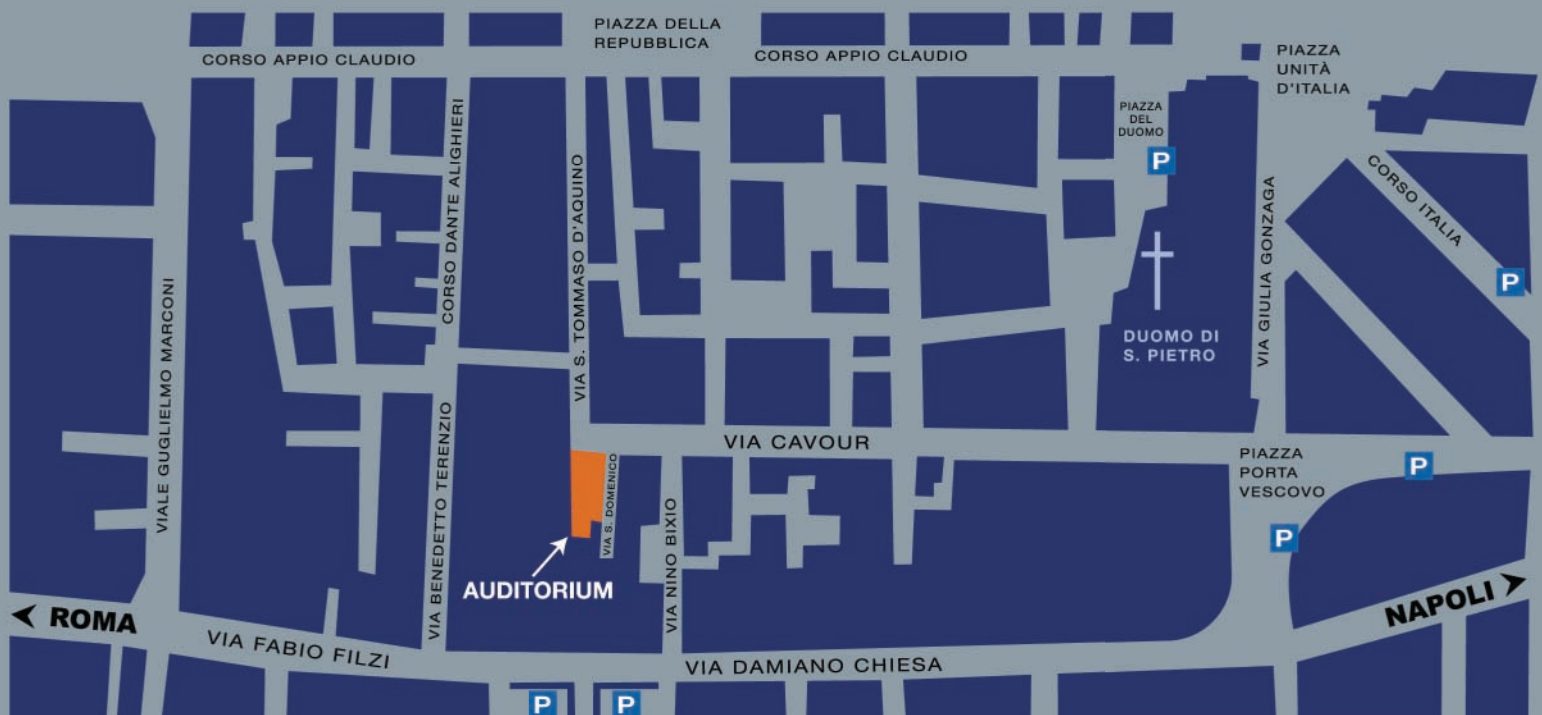 PIAZZA DELLA
REPUBBLICA
CORSO APPIO CLAUDIO
CORSO APPIO CLAUDIO
PIAZZA
UNITÀ
D'ITALIA
PIAZZA
DEL
DUOMO
P
CORSO ITALIA
P
VIALE GUGLIELMO MARCONI
CORSO DANTE ALIGHIERI
VIA S. TOMMASO D'AQUINO
VIA GIULIA GONZAGA
DUOMO DI
S. PIETRO
VIA CAVOUR
VIA BENEDETTO TERENZIO
VIA S. DOMENICO
VIA NINO BIXIO
PIAZZA
PORTA
VESCOVO
P
P
AUDITORIUM
ROMA
NAPOLI
VIA FABIO FILZI
VIA DAMIANO CHIESA
P
P